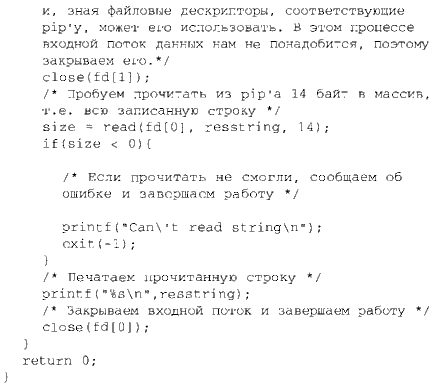 и, зная файловые дескрипторы, соответствующие
pip'у, может его использовать. В этом процессе
входной поток данных нам не понадобится, поэтому
закрываем его.*/
close(fd[1]);
/* Пробуем прочитать из pip'а 14 байт в массив,
т.е. всю записанную строку */
size = read(fd[0], resstring, 14);
if(size < 0){
/* Если прочитать не смогли, сообщаем об
ошибке и завершаем работу */
printf("Can\'t read string\n");
exit(-1);
}
/* Печатаем прочитанную строку */
printf("%s\n",resstring);
/* Закрываем входной поток и завершаем работу */
close(fd[0]);
}
return 0;
}